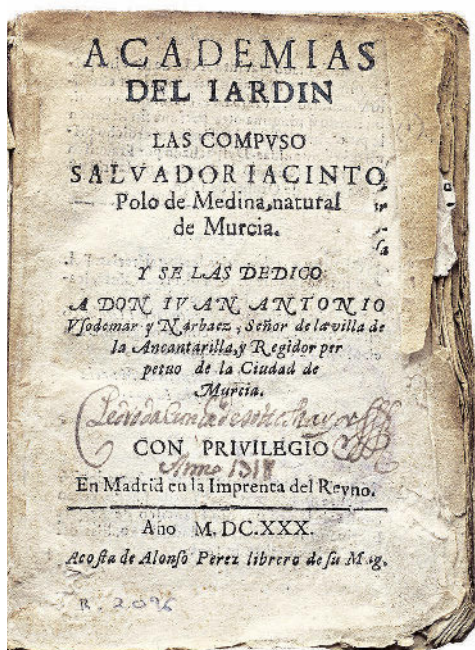 ACADEMIAS
DEL IARDIN
LAS COMPVSO
SALVADOR IACINTO
Polo de Medina, natural
de Murcia.
Y SE LAS DEDICO
A DON IVAN ANTONIO
Vsodemar y Narbaez, Señor de la villa de
la Ancantarilla, y Regidor per
petuo de la Ciudad de
Murcia.
CON PRIVILEGIO
Anno
En Madrid en la Imprenta del Reyno.
Año M.DC.XXX.
Acosta de Alonso Perez librero de su Mag.
R. 2096